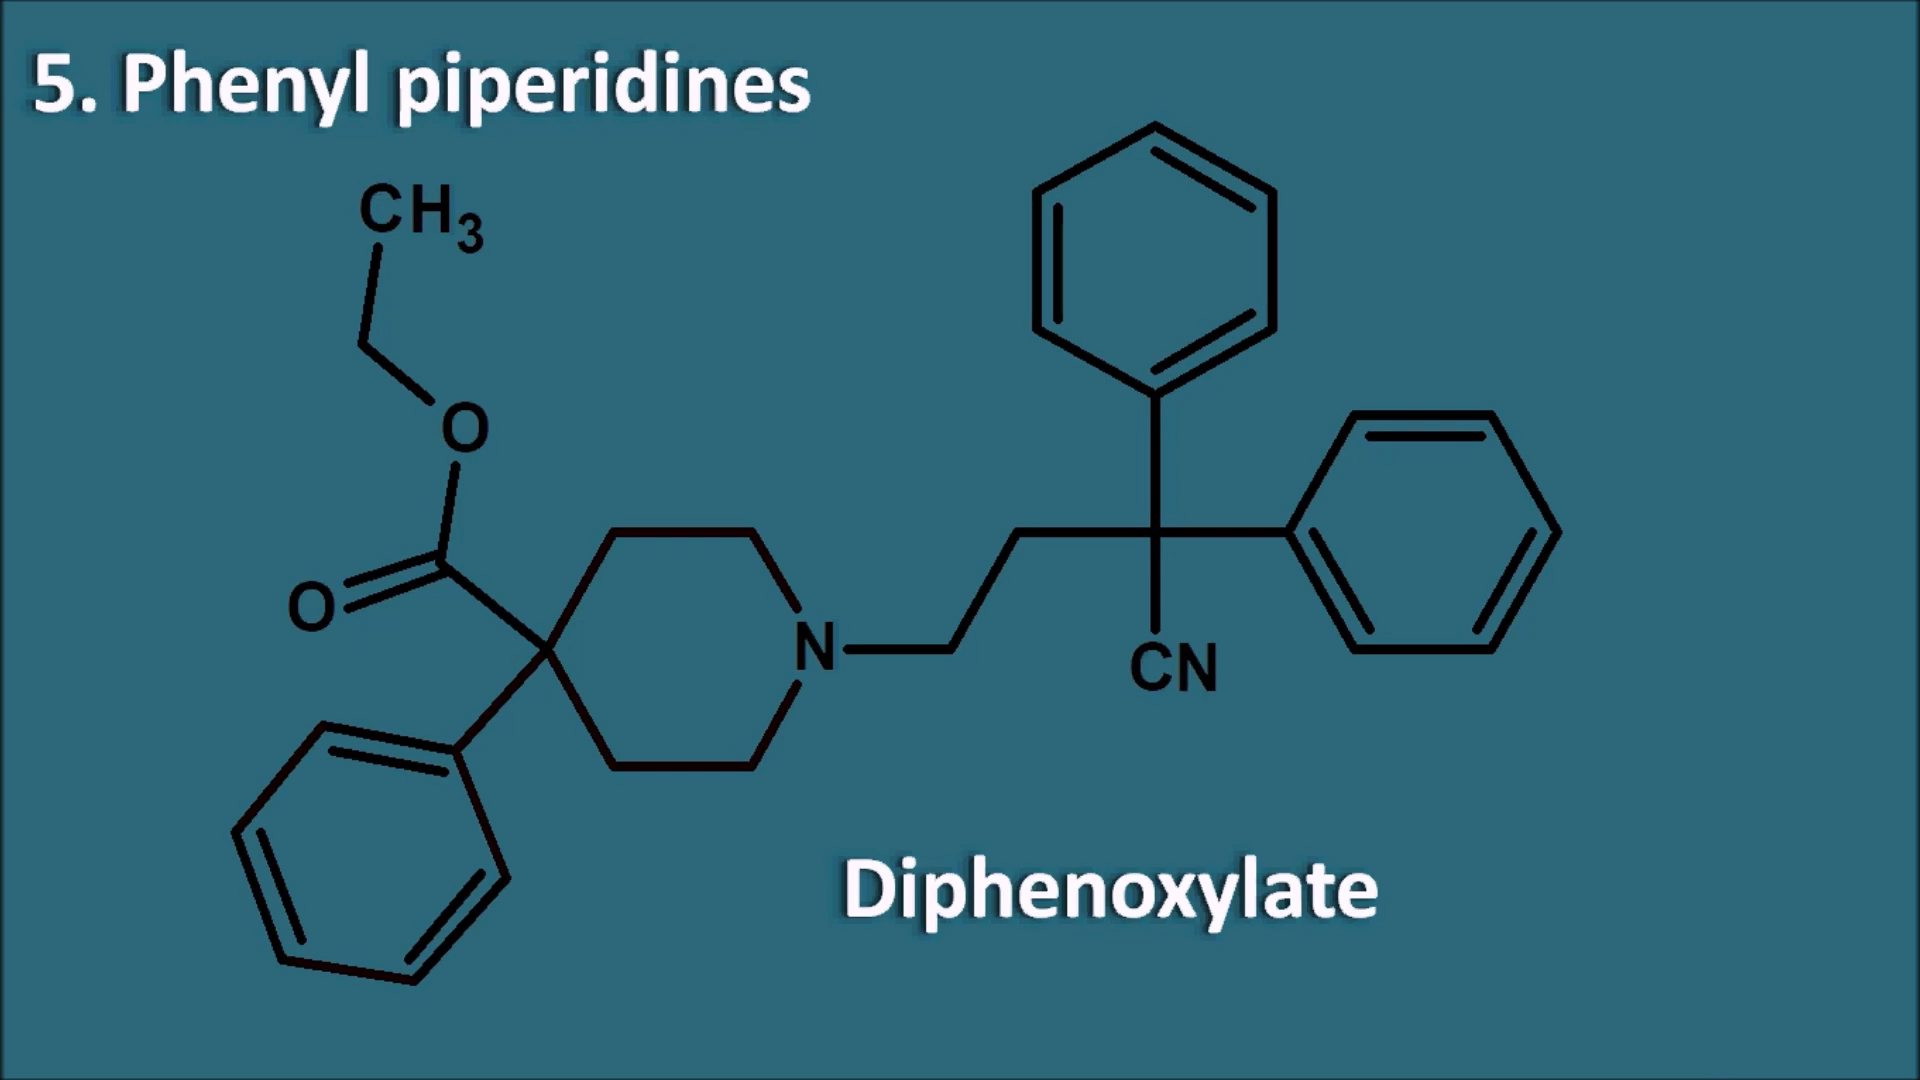 5. Phenyl piperidines
CH3
O
O
N
CN
Diphenoxylate